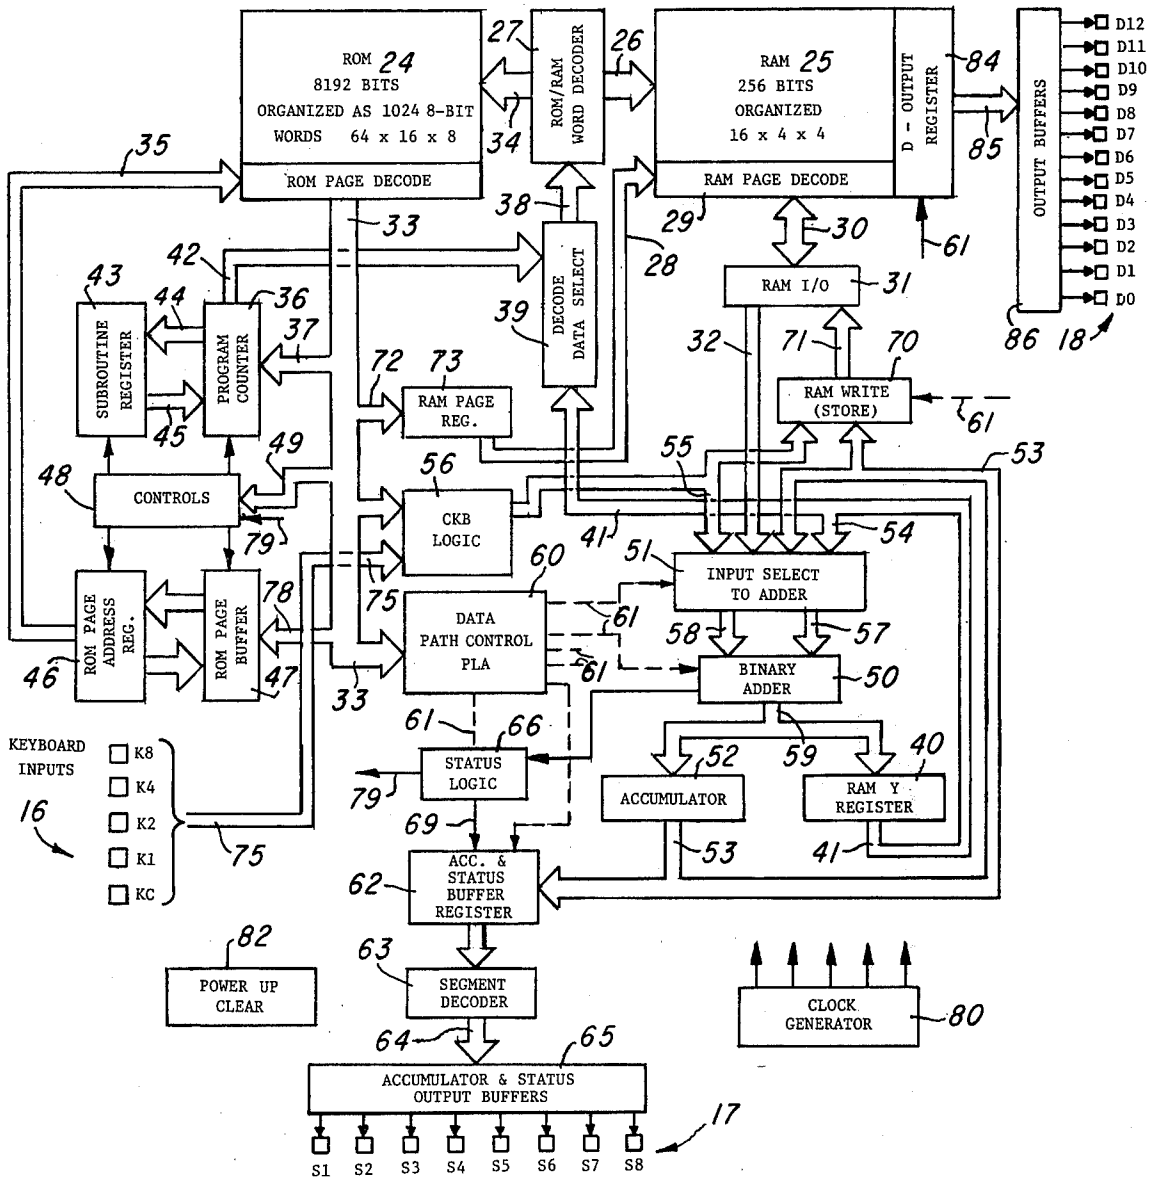 ROM 24
8192 BITS
ORGANIZED AS 1024 8-BIT
WORDS 64 x 16 x 8
ROM PAGE DECODE
27
ROM/RAM
WORD DECODER
26
34
RAM 25
256 BITS
ORGANIZED
16 x 4 x 4
RAM PAGE DECODE
D - OUTPUT
REGISTER
84
85
OUTPUT BUFFERS
D12
D11
D10
D9
D8
D7
D6
D5
D4
D3
D2
D1
D0
86
18
35
33
38
29
30
28
61
42
43
44
36
37
SUBROUTINE
REGISTER
PROGRAM
COUNTER
45
39
DECODE
DATA SELECT
RAM I/O
31
32
71
70
RAM WRITE
(STORE)
61
72
73
RAM PAGE
REG.
49
48
CONTROLS
79
56
CKB
LOGIC
55
53
41
54
51
INPUT SELECT
TO ADDER
60
75
78
ROM PAGE
ADDRESS
REG.
ROM PAGE
BUFFER
46
47
33
DATA
PATH CONTROL
PLA
61
61
61
58
57
BINARY
ADDER
50
61
66
STATUS
LOGIC
79
59
52
ACCUMULATOR
40
RAM Y
REGISTER
KEYBOARD
INPUTS
K8
K4
K2
K1
KC
16
75
69
53
41
62
ACC. &
STATUS
BUFFER
REGISTER
82
POWER UP
CLEAR
63
SEGMENT
DECODER
CLOCK
GENERATOR
80
64
65
ACCUMULATOR & STATUS
OUTPUT BUFFERS
17
S1
S2
S3
S4
S5
S6
S7
S8